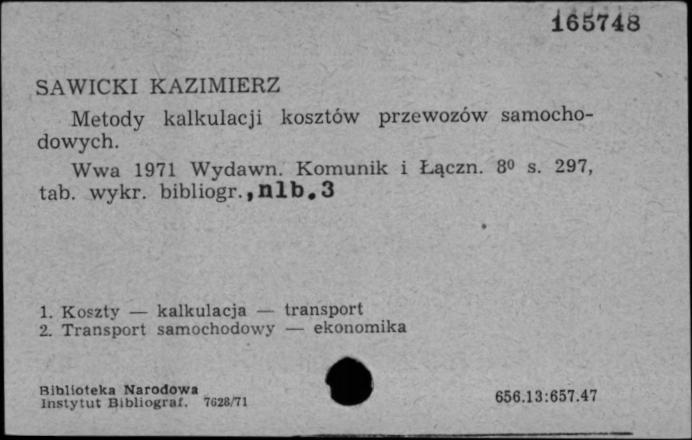 165748
SAWICKI KAZIMIERZ
Metody kalkulacji kosztów przewozów samocho-
dowych.
Wwa 1971 Wydawn. Komunik i Łączn. 8⁰ s. 297,
tab. wykr. bibliogr., nlb. 3
1. Koszty — kalkulacja — transport
2. Transport samochodowy — ekonomika
Biblioteka Narodowa
Instytut Bibliograf. 7628/71
656.13:657.47